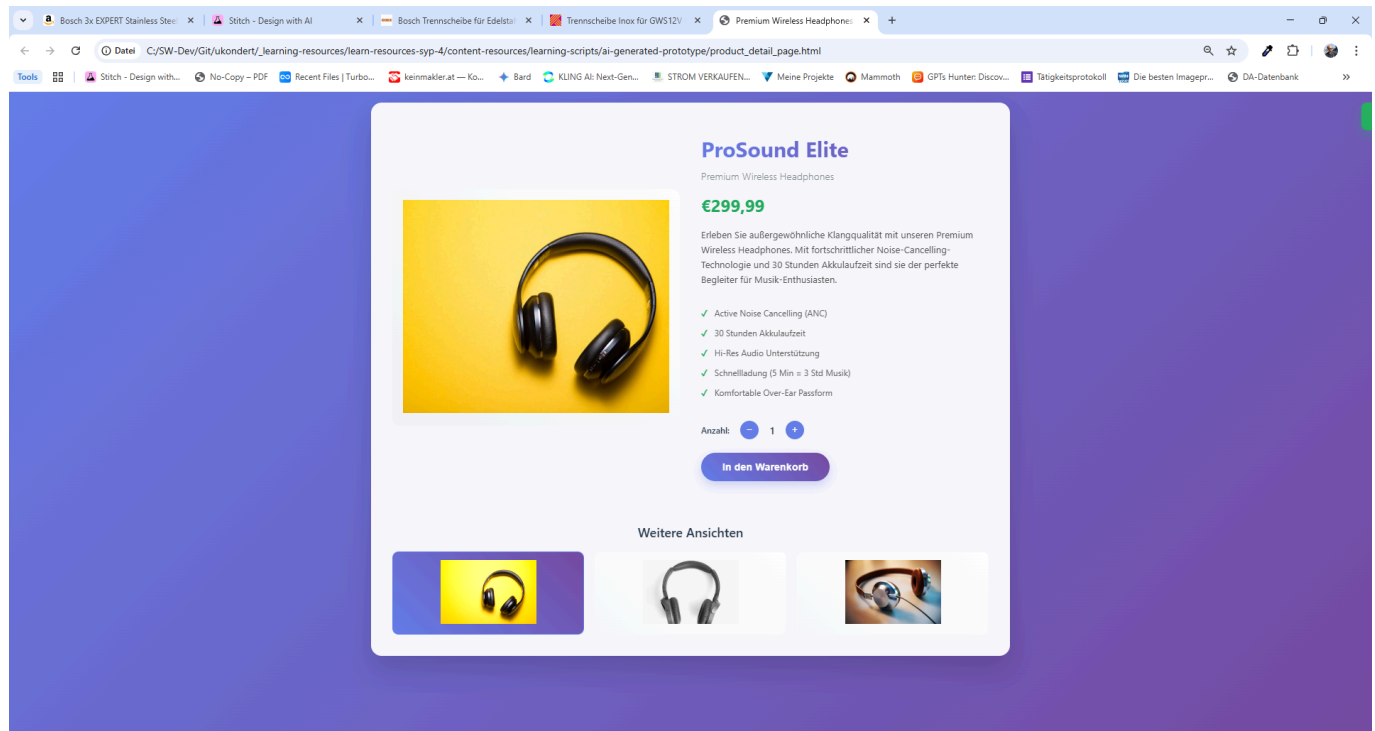 Bosch 3x EXPERT Stainless Stee
Stitch - Design with AI
Bosch Trennscheibe für Edelsta
Trennscheibe Inox für GWS12V
Premium Wireless Headphones
Datei C:/SW-Dev/Git/ukondert/_learning-resources/learn-resources-syp-4/content-resources/learning-scripts/ai-generated-prototype/product_detail_page.html
Tools
Stitch - Design with...
No-Copy – PDF
Recent Files | Turbo...
keinmakler.at — Ko...
Bard
KLING AI: Next-Gen...
STROM VERKAUFEN...
Meine Projekte
Mammoth
GPTs Hunter: Discov...
Tätigkeitsprotokoll
Die besten Imagepr...
DA-Datenbank
ProSound Elite
Premium Wireless Headphones
€299,99
Erleben Sie außergewöhnliche Klangqualität mit unseren Premium
Wireless Headphones. Mit fortschrittlicher Noise-Cancelling-
Technologie und 30 Stunden Akkulaufzeit sind sie der perfekte
Begleiter für Musik-Enthusiasten.
✓ Active Noise Cancelling (ANC)
✓ 30 Stunden Akkulaufzeit
✓ Hi-Res Audio Unterstützung
✓ Schnellladung (5 Min = 3 Std Musik)
✓ Komfortable Over-Ear Passform
Anzahl: − 1 +
In den Warenkorb
Weitere Ansichten